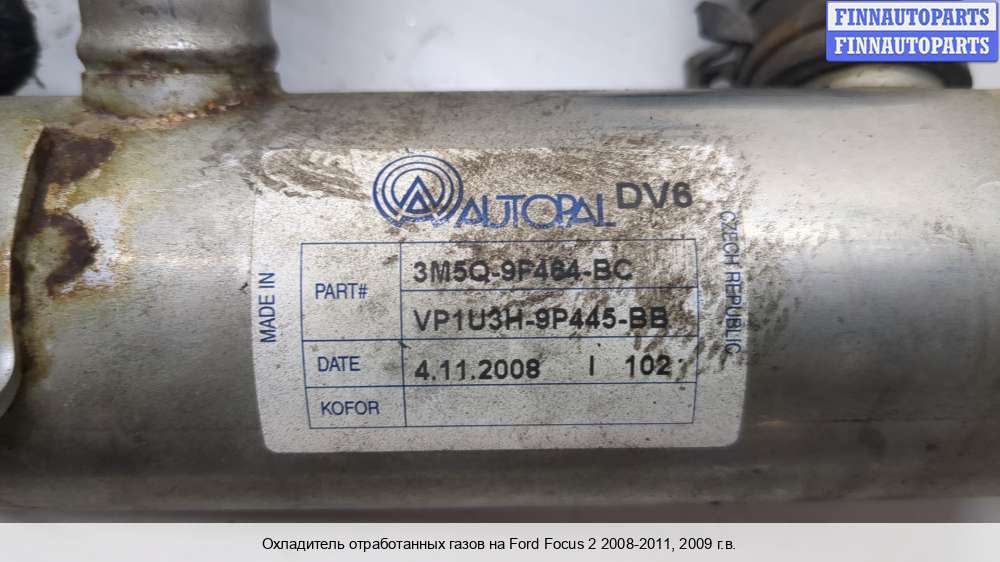 FINNAUTOPARTS
FINNAUTOPARTS
AUTOPAL DV6
MADE IN
CZECH REPUBLIC
PART# 3M5Q-9F464-BC
VP1U3H-9P445-BB
DATE 4.11.2008 I 102
KOFOR
Охладитель отработанных газов на Ford Focus 2 2008-2011, 2009 г.в.